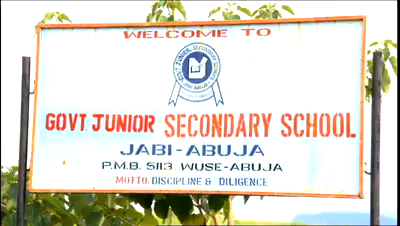 WELCOME TO
GOVT. JUNIOR SECONDARY SCHOOL
JABI-ABUJA
P.M.B. 5113 WUSE-ABUJA
MOTTO: DISCIPLINE & DILIGENCE